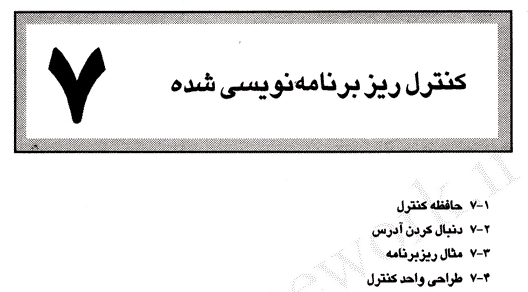 ۷
کنترل ریز برنامه‌نویسی شده
۷-۱ حافظه کنترل
۷-۲ دنبال کردن آدرس
۷-۳ مثال ریزبرنامه
۷-۴ طراحی واحد کنترل